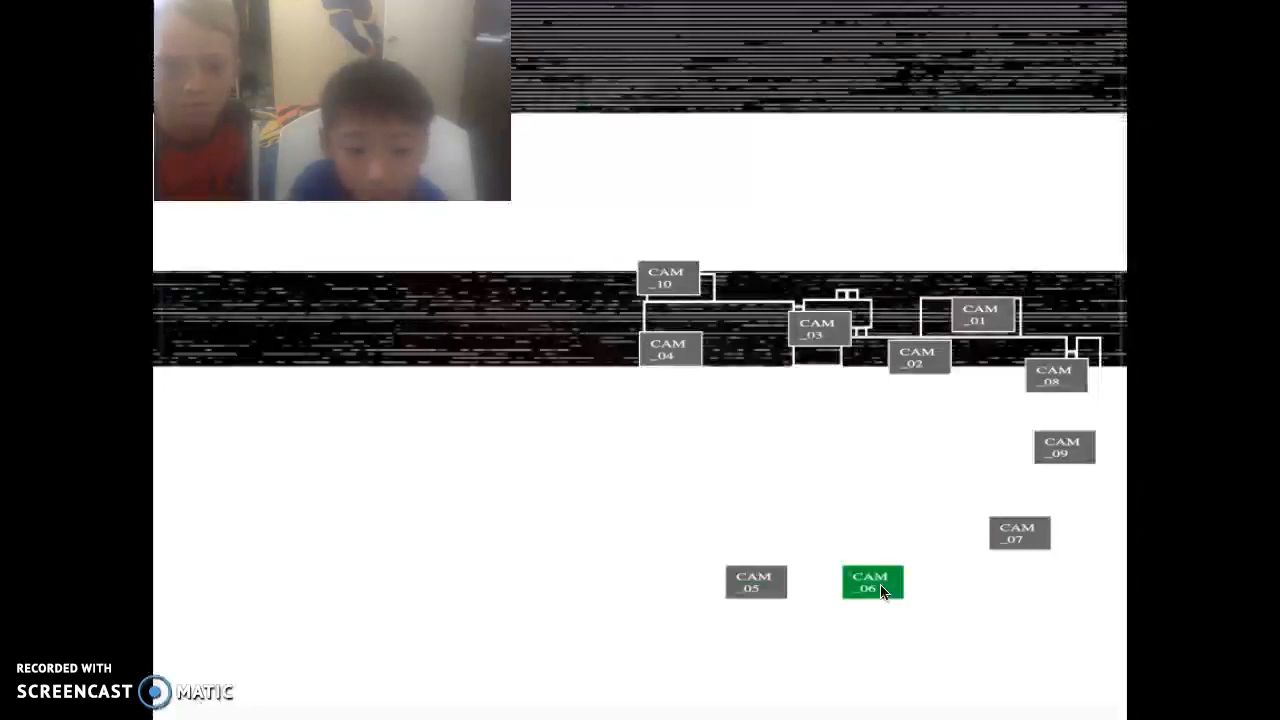 CAM
_10
CAM
_01
CAM
_03
CAM
_04
CAM
_02
CAM
_08
CAM
_09
CAM
_07
CAM
_05
CAM
_06
RECORDED WITH
SCREENCAST MATIC